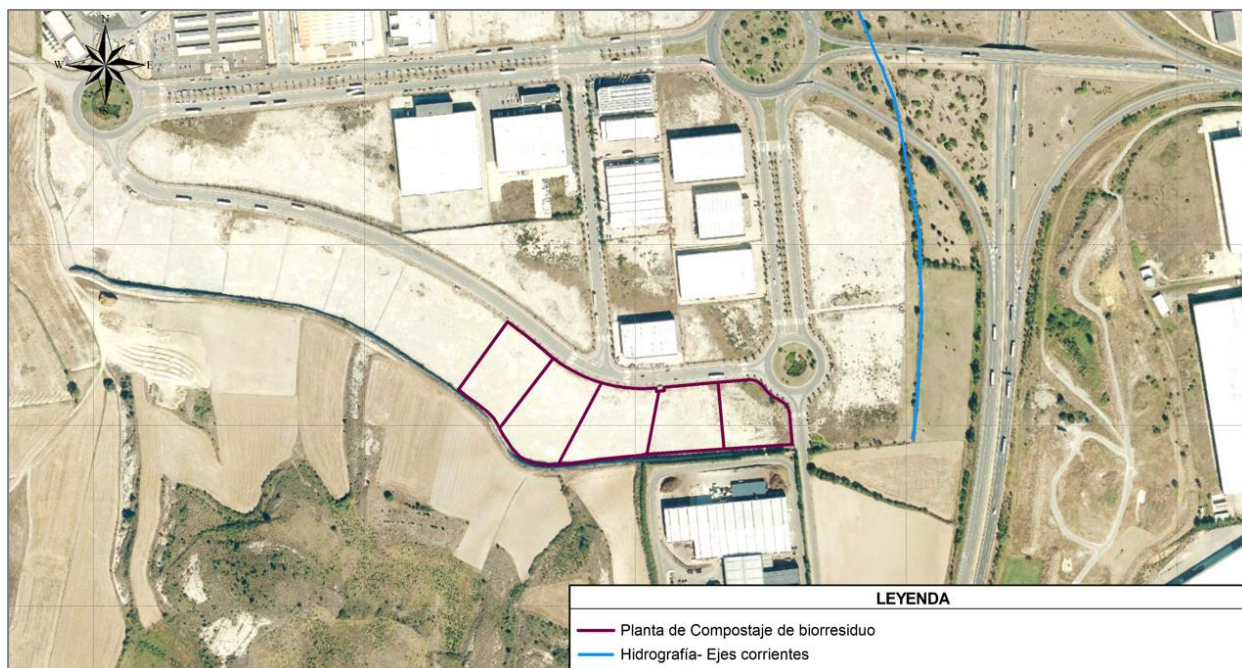 N
W
E
LEYENDA
Planta de Compostaje de biorresiduo
Hidrografía- Ejes corrientes